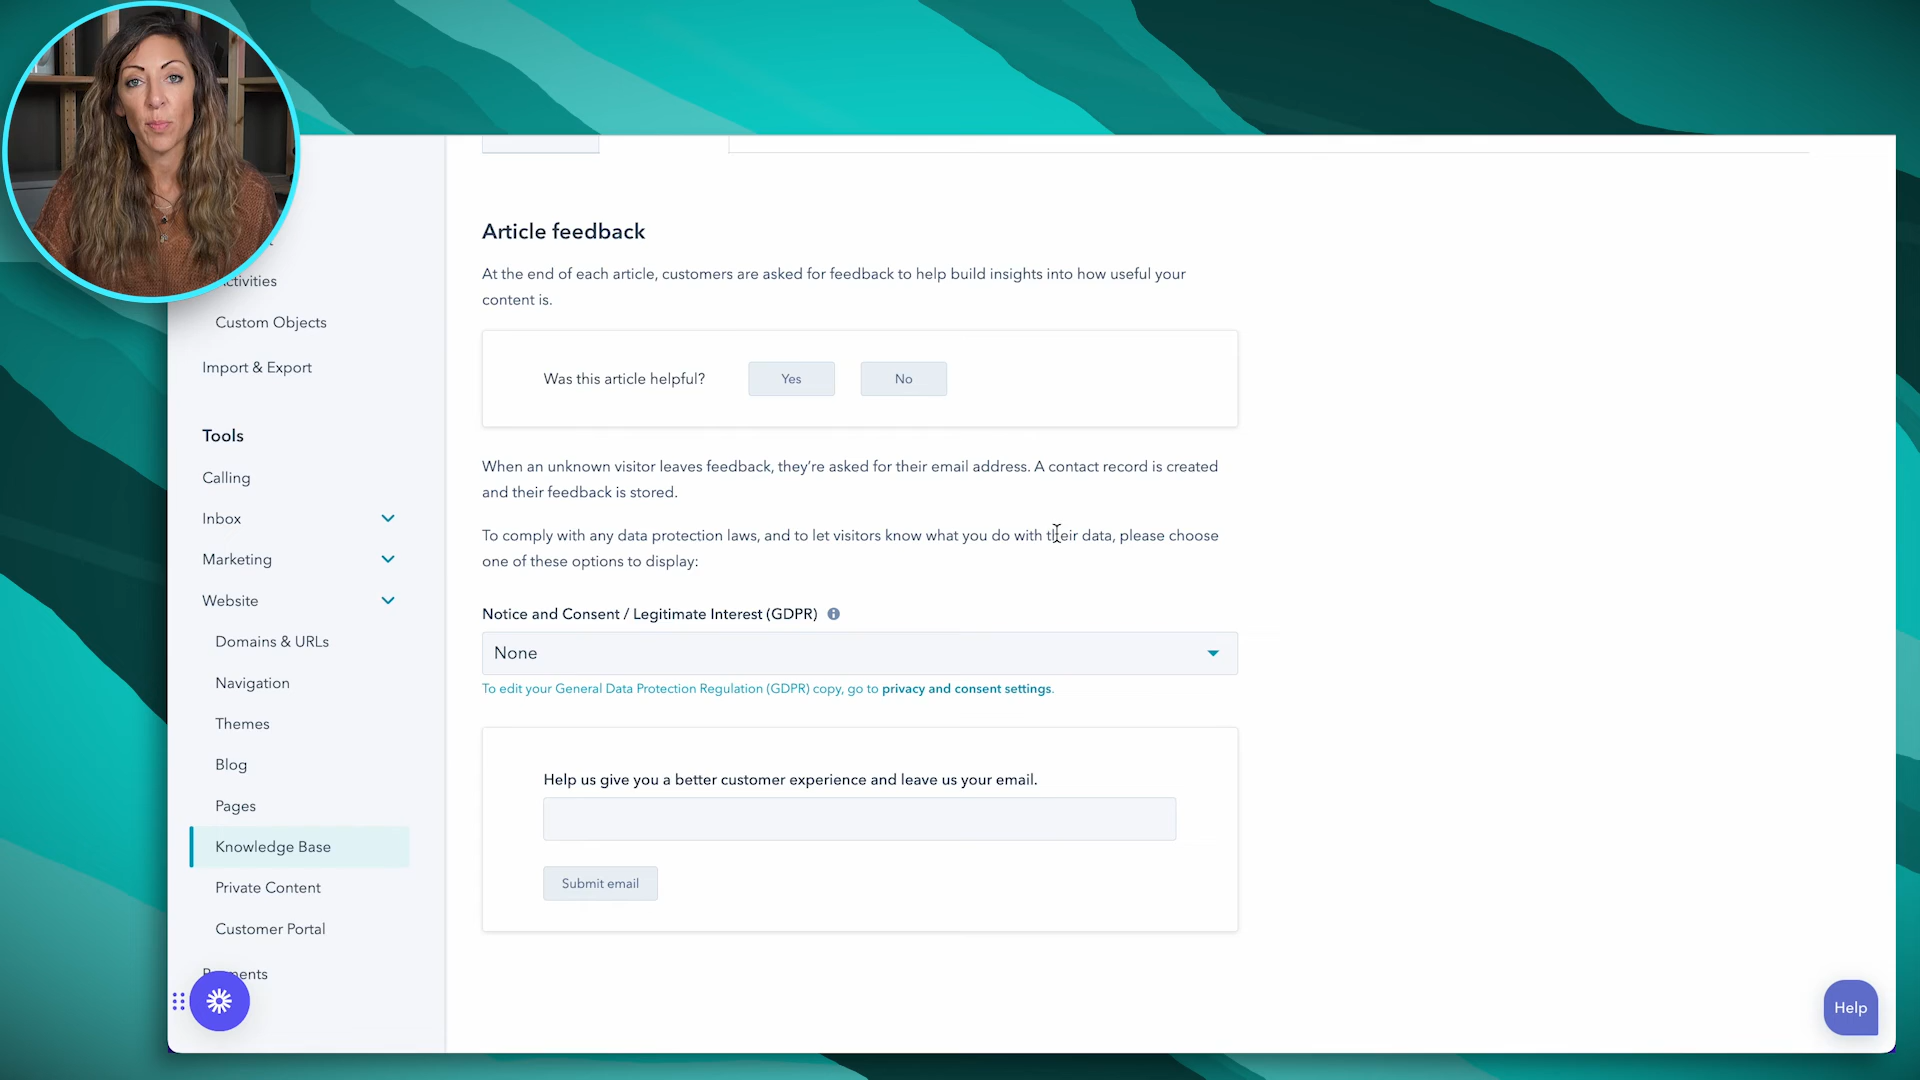 Article feedback
At the end of each article, customers are asked for feedback to help build insights into how useful your
content is.
Was this article helpful?
Yes
No
When an unknown visitor leaves feedback, they're asked for their email address. A contact record is created
and their feedback is stored.
To comply with any data protection laws, and to let visitors know what you do with their data, please choose
one of these options to display:
Notice and Consent / Legitimate Interest (GDPR)
None
To edit your General Data Protection Regulation (GDPR) copy, go to privacy and consent settings.
Help us give you a better customer experience and leave us your email.
Submit email
Custom Objects
Import & Export
Tools
Calling
Inbox
Marketing
Website
Domains & URLs
Navigation
Themes
Blog
Pages
Knowledge Base
Private Content
Customer Portal
Help